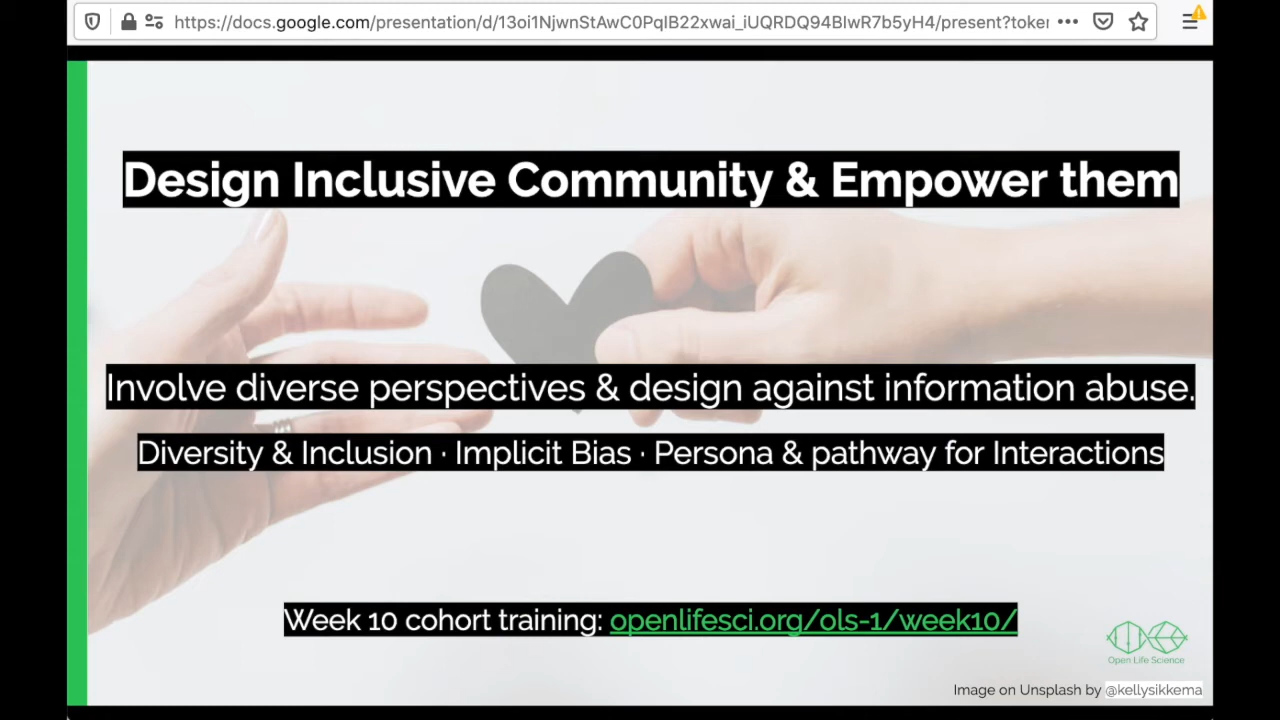 https://docs.google.com/presentation/d/13oi1NjwnStAwC0PqIB22xwai_iUQRDQ94BIwR7b5yH4/present?token
Design Inclusive Community & Empower them
Involve diverse perspectives & design against information abuse.
Diversity & Inclusion · Implicit Bias · Persona & pathway for Interactions
Week 10 cohort training: openlifesci.org/ols-1/week10/
Open Life Science
Image on Unsplash by @kellysikkema